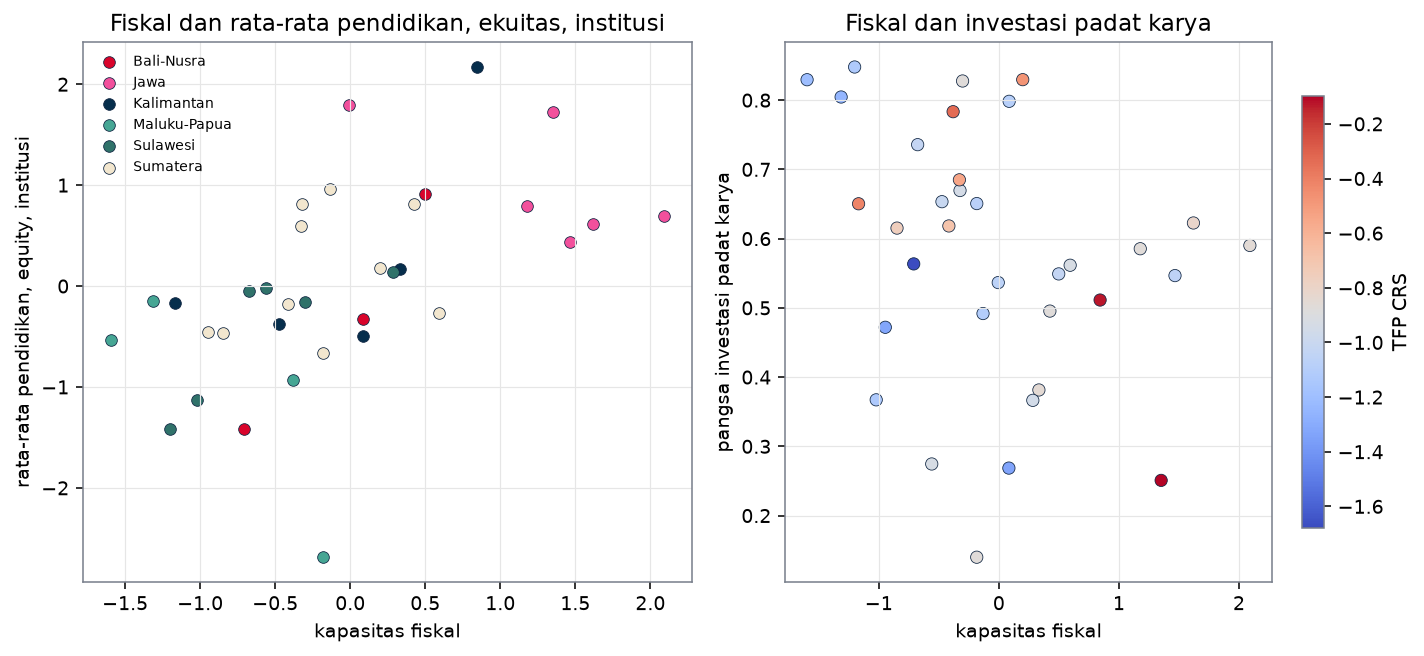 Fiskal dan rata-rata pendidikan, ekuitas, institusi
Bali-Nusra
Jawa
Kalimantan
Maluku-Papua
Sulawesi
Sumatera
2
1
0
−1
−2
rata-rata pendidikan, equity, institusi
−1.5
−1.0
−0.5
0.0
0.5
1.0
1.5
2.0
kapasitas fiskal
Fiskal dan investasi padat karya
0.8
0.7
0.6
0.5
0.4
0.3
0.2
pangsa investasi padat karya
−1
0
1
2
kapasitas fiskal
−0.2
−0.4
−0.6
−0.8
−1.0
−1.2
−1.4
−1.6
TFP CRS